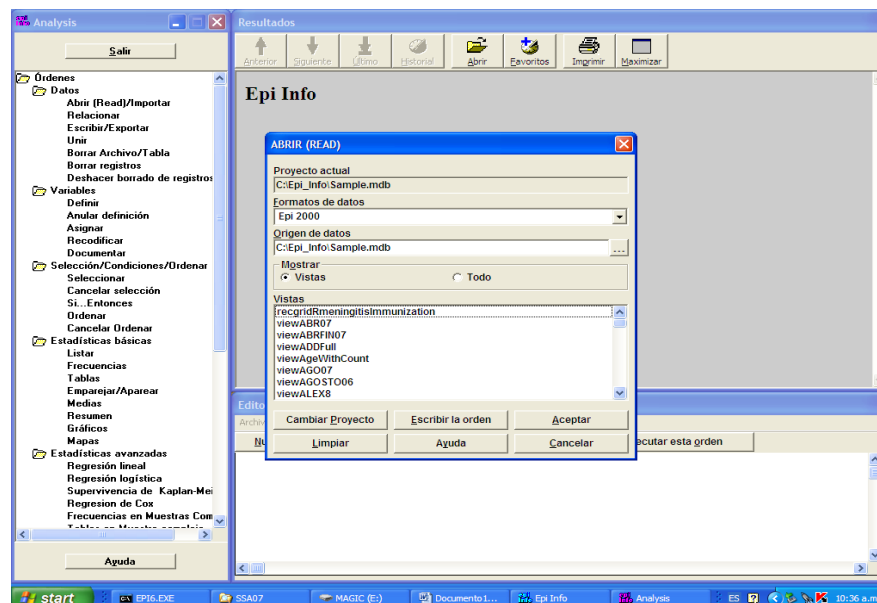 Analysis
Salir
Órdenes
Datos
Abrir (Read)/Importar
Relacionar
Escribir/Exportar
Unir
Borrar Archivo/Tabla
Borrar registros
Deshacer borrado de registros
Variables
Definir
Anular definición
Asignar
Recodificar
Documentar
Selección/Condiciones/Ordenar
Seleccionar
Cancelar selección
Si...Entonces
Ordenar
Cancelar Ordenar
Estadísticas básicas
Listar
Frecuencias
Tablas
Emparejar/Aparear
Medias
Resumen
Gráficos
Mapas
Estadísticas avanzadas
Regresión lineal
Regresión logística
Supervivencia de Kaplan-Mei
Regresion de Cox
Frecuencias en Muestras Com
Ayuda
Resultados
Anterior
Siguiente
Último
Historial
Abrir
Favoritos
Imprimir
Maximizar
Epi Info
ABRIR (READ)
Proyecto actual
C:\Epi_Info\Sample.mdb
Formatos de datos
Epi 2000
Origen de datos
C:\Epi_Info\Sample.mdb
...
Mostrar
Vistas
Todo
Vistas
recgridRmeningitisImmunization
viewABR07
viewABRFIN07
viewADDFull
viewAgeWithCount
viewAGO07
viewAGOSTO06
viewALEX8
Cambiar Proyecto
Escribir la orden
Aceptar
Limpiar
Ayuda
Cancelar
Edito
Archiv
Nu
ecutar esta orden
start
EPI6.EXE
SSA07
MAGIC (E:)
Documento1...
Epi Info
Analysis
ES
10:36 a.m.